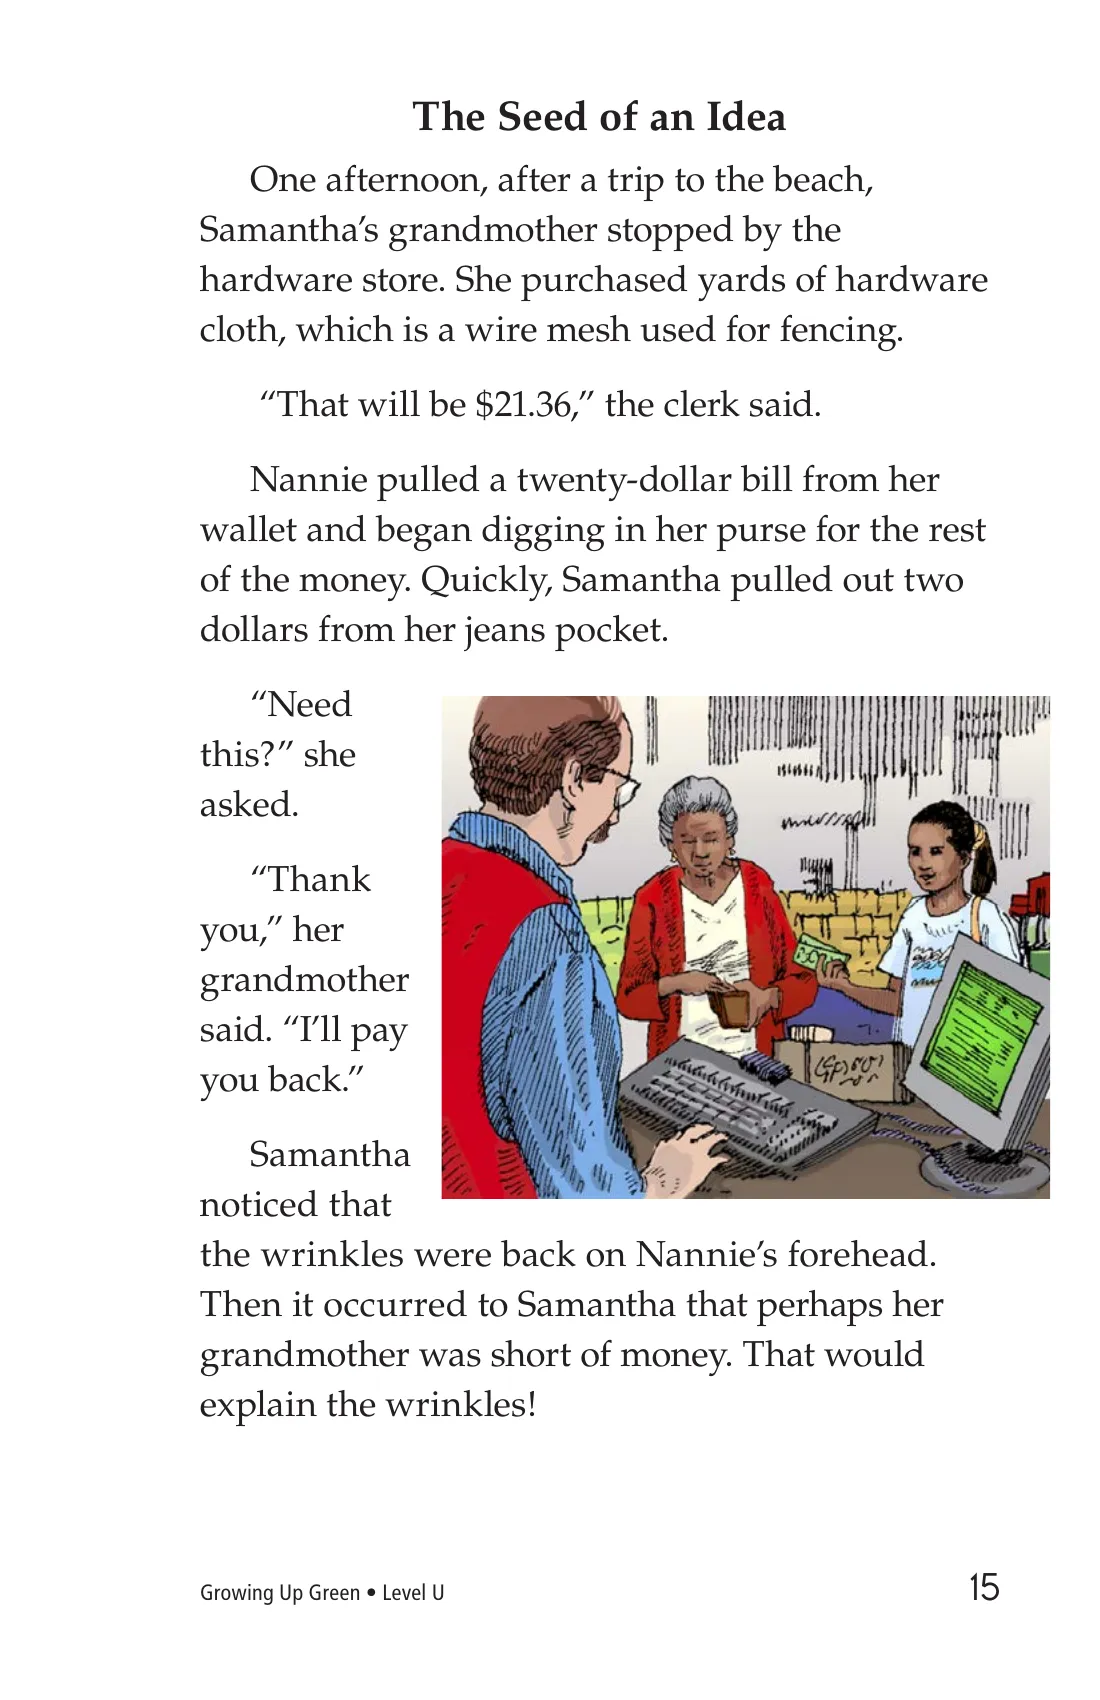 The Seed of an Idea
One afternoon, after a trip to the beach,
Samantha’s grandmother stopped by the
hardware store. She purchased yards of hardware
cloth, which is a wire mesh used for fencing.
“That will be $21.36,” the clerk said.
Nannie pulled a twenty-dollar bill from her
wallet and began digging in her purse for the rest
of the money. Quickly, Samantha pulled out two
dollars from her jeans pocket.
“Need
this?” she
asked.
“Thank
you,” her
grandmother
said. “I’ll pay
you back.”
Samantha
noticed that
the wrinkles were back on Nannie’s forehead.
Then it occurred to Samantha that perhaps her
grandmother was short of money. That would
explain the wrinkles!
Growing Up Green • Level U
15